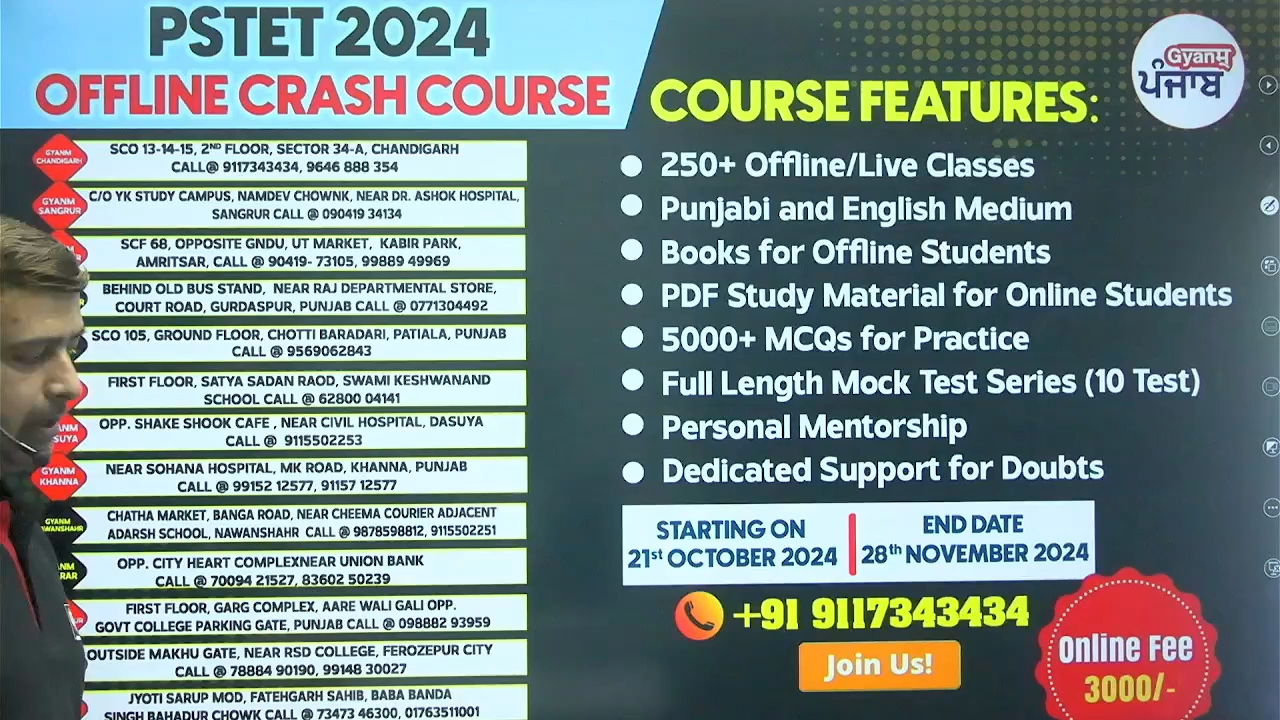 PSTET 2024
OFFLINE CRASH COURSE
GYANM
CHANDIGARH
SCO 13-14-15, 2ND FLOOR, SECTOR 34-A, CHANDIGARH
CALL@ 9117343434, 9646 888 354
GYANM
SANGRUR
C/O YK STUDY CAMPUS, NAMDEV CHOWNK, NEAR DR. ASHOK HOSPITAL,
SANGRUR CALL @ 090419 34134
SCF 68, OPPOSITE GNDU, UT MARKET, KABIR PARK,
AMRITSAR, CALL @ 90419- 73105, 99889 49969
BEHIND OLD BUS STAND, NEAR RAJ DEPARTMENTAL STORE,
COURT ROAD, GURDASPUR, PUNJAB CALL @ 0771304492
SCO 105, GROUND FLOOR, CHOTTI BARADARI, PATIALA, PUNJAB
CALL @ 9569062843
FIRST FLOOR, SATYA SADAN RAOD, SWAMI KESHWANAND
SCHOOL CALL @ 62800 04141
OPP. SHAKE SHOOK CAFE , NEAR CIVIL HOSPITAL, DASUYA
CALL @ 9115502253
GYANM
KHANNA
NEAR SOHANA HOSPITAL, MK ROAD, KHANNA, PUNJAB
CALL @ 99152 12577, 91157 12577
GYANM
CHATHA MARKET, BANGA ROAD, NEAR CHEEMA COURIER ADJACENT
ADARSH SCHOOL, NAWANSHAHR CALL @ 9878598812, 9115502251
OPP. CITY HEART COMPLEXNEAR UNION BANK
CALL @ 70094 21527, 83602 50239
FIRST FLOOR, GARG COMPLEX, AARE WALI GALI OPP.
GOVT COLLEGE PARKING GATE, PUNJAB CALL @ 098882 93959
OUTSIDE MAKHU GATE, NEAR RSD COLLEGE, FEROZEPUR CITY
CALL @ 78884 90190, 99148 30027
JYOTI SARUP MOD, FATEHGARH SAHIB, BABA BANDA
SINGH BAHADUR CHOWK CALL @ 73473 46300, 01763511001
Gyanम्
ਪੰਜਾਬ
COURSE FEATURES:
● 250+ Offline/Live Classes
● Punjabi and English Medium
● Books for Offline Students
● PDF Study Material for Online Students
● 5000+ MCQs for Practice
● Full Length Mock Test Series (10 Test)
● Personal Mentorship
● Dedicated Support for Doubts
STARTING ON
21st OCTOBER 2024
END DATE
28th NOVEMBER 2024
+91 9117343434
Join Us!
Online Fee
3000/-